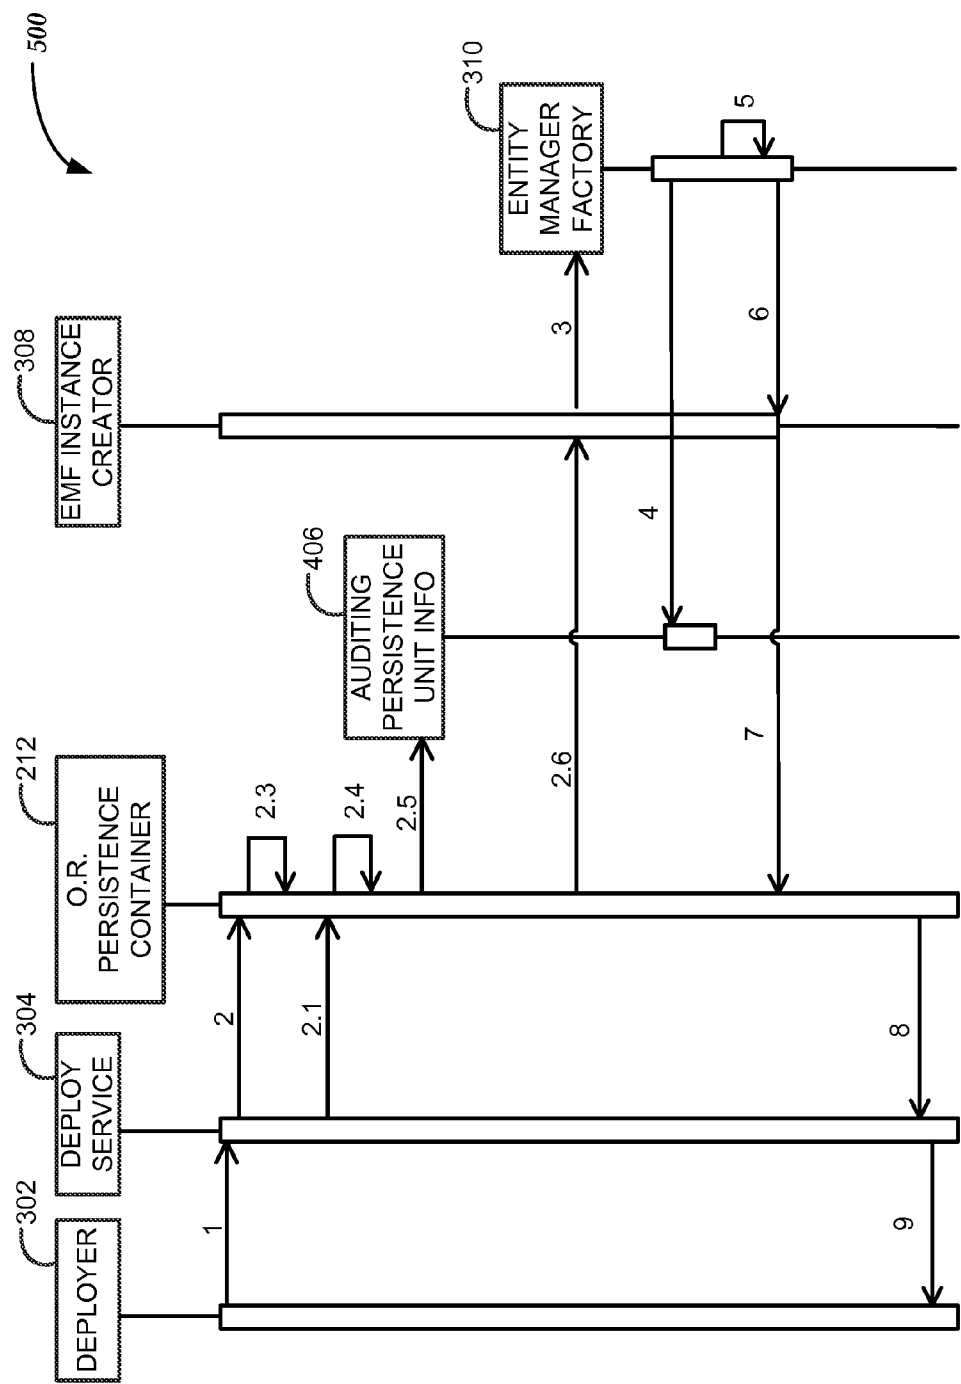 500
302
DEPLOYER
304
DEPLOY
SERVICE
212
O.R.
PERSISTENCE
CONTAINER
406
AUDITING
PERSISTENCE
UNIT INFO
308
EMF INSTANCE
CREATOR
310
ENTITY
MANAGER
FACTORY
1
2
2.3
2.1
2.4
2.5
2.6
3
4
5
6
7
8
9